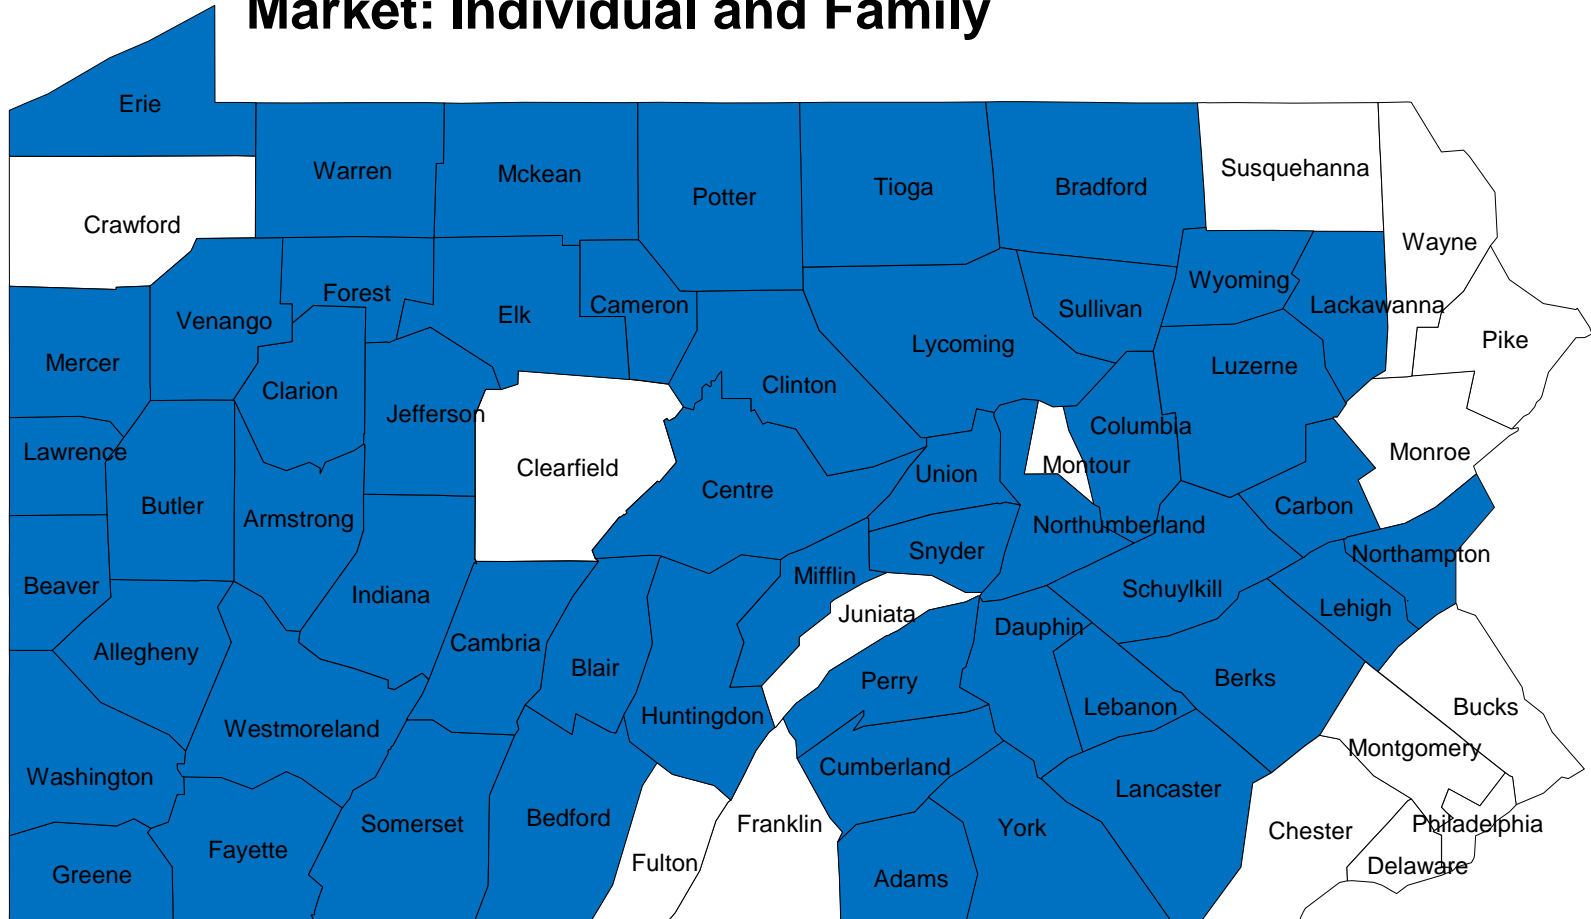 Market: Individual and Family
Erie
Warren
Mckean
Potter
Tioga
Bradford
Susquehanna
Crawford
Wayne
Forest
Venango
Elk
Cameron
Sullivan
Wyoming
Lackawanna
Mercer
Clarion
Jefferson
Clinton
Lycoming
Luzerne
Pike
Lawrence
Butler
Armstrong
Clearfield
Centre
Union
Montour
Columbia
Monroe
Carbon
Beaver
Indiana
Mifflin
Snyder
Northumberland
Northampton
Allegheny
Cambria
Blair
Juniata
Dauphin
Schuylkill
Lehigh
Westmoreland
Huntingdon
Perry
Lebanon
Berks
Bucks
Washington
Cumberland
Lancaster
Montgomery
Greene
Fayette
Somerset
Bedford
Fulton
Franklin
Adams
York
Chester
Philadelphia
Delaware